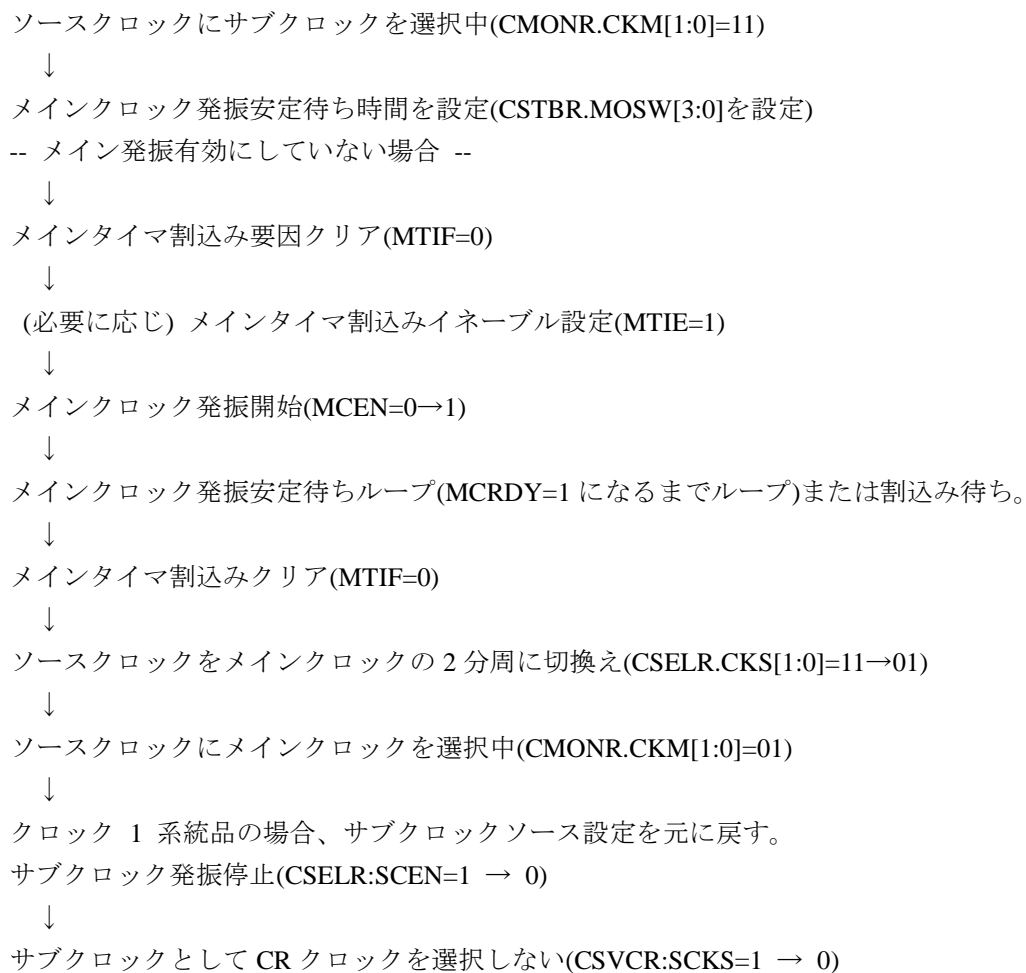 ソースクロックにサブクロックを選択中(CMONR.CKM[1:0]=11)
↓
メインクロック発振安定待ち時間を設定(CSTBR.MOSW[3:0]を設定)
-- メイン発振有効にしていない場合 --
↓
メインタイマ割込み要因クリア(MTIF=0)
↓
(必要に応じ) メインタイマ割込みイネーブル設定(MTIE=1)
↓
メインクロック発振開始(MCEN=0→1)
↓
メインクロック発振安定待ちループ(MCRDY=1 になるまでループ)または割込み待ち。
↓
メインタイマ割込みクリア(MTIF=0)
↓
ソースクロックをメインクロックの 2 分周に切換え(CSELR.CKS[1:0]=11→01)
↓
ソースクロックにメインクロックを選択中(CMONR.CKM[1:0]=01)
↓
クロック 1 系統品の場合、サブクロックソース設定を元に戻す。
サブクロック発振停止(CSELR:SCEN=1 → 0)
↓
サブクロックとして CR クロックを選択しない(CSVCR:SCKS=1 → 0)